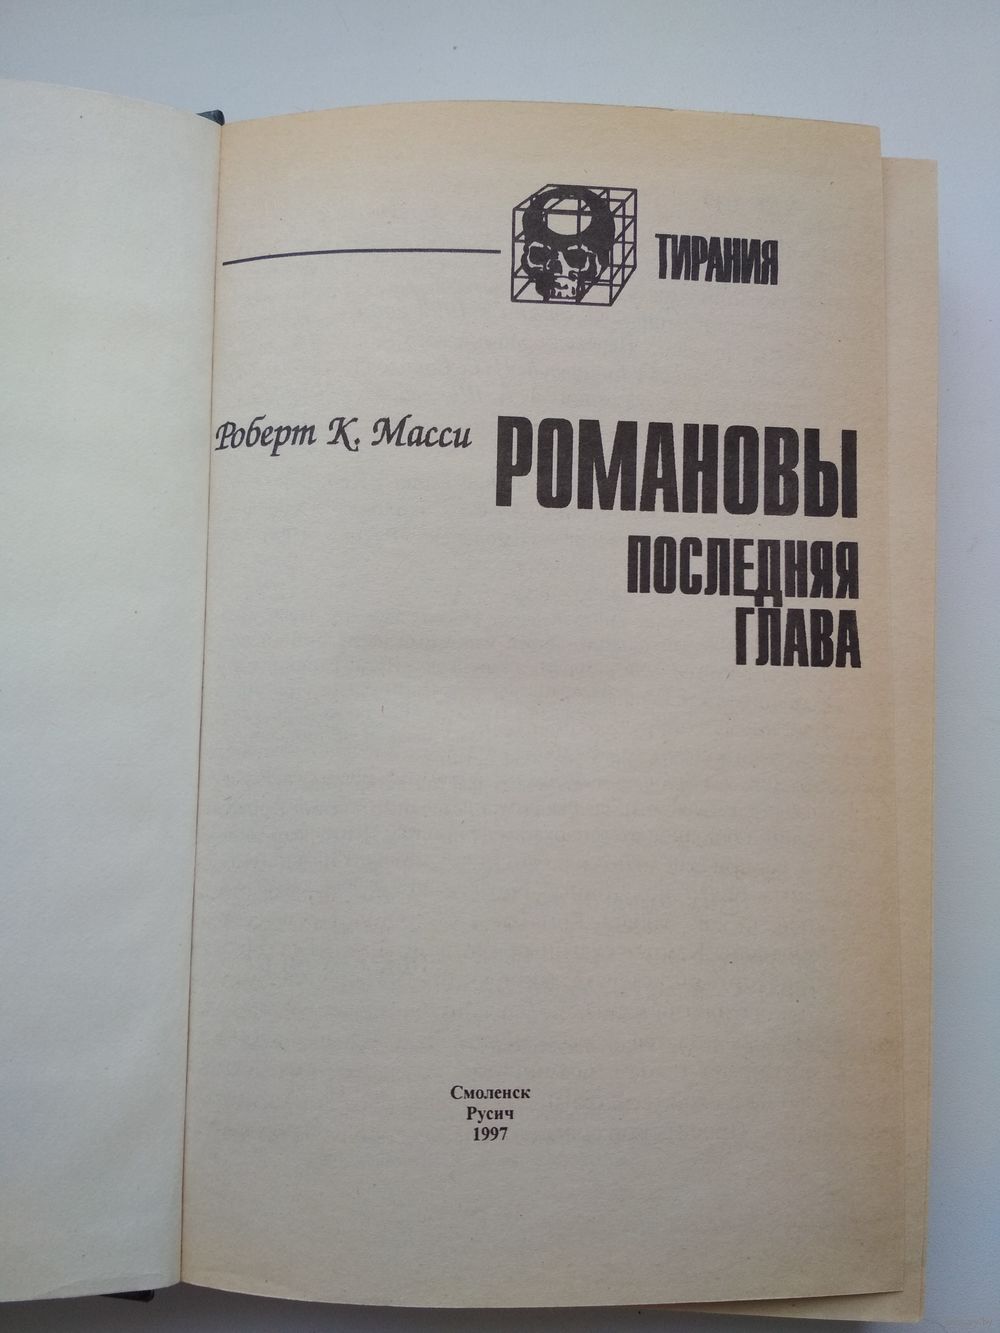 ТИРАНИЯ
Роберт К. Масси
РОМАНОВЫ
ПОСЛЕДНЯЯ
ГЛАВА
Смоленск
Русич
1997